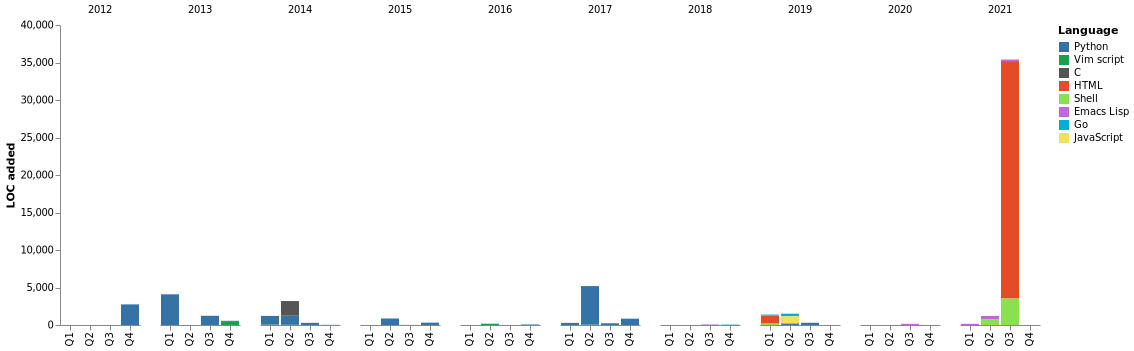 2012 2013 2014 2015 2016 2017 2018 2019 2020 2021
40,000
35,000
30,000
25,000
20,000
15,000
10,000
5,000
0
LOC added
Q1 Q2 Q3 Q4 Q1 Q2 Q3 Q4 Q1 Q2 Q3 Q4 Q1 Q2 Q3 Q4 Q1 Q2 Q3 Q4 Q1 Q2 Q3 Q4 Q1 Q2 Q3 Q4 Q1 Q2 Q3 Q4 Q1 Q2 Q3 Q4 Q1 Q2 Q3 Q4
Language
Python
Vim script
C
HTML
Shell
Emacs Lisp
Go
JavaScript